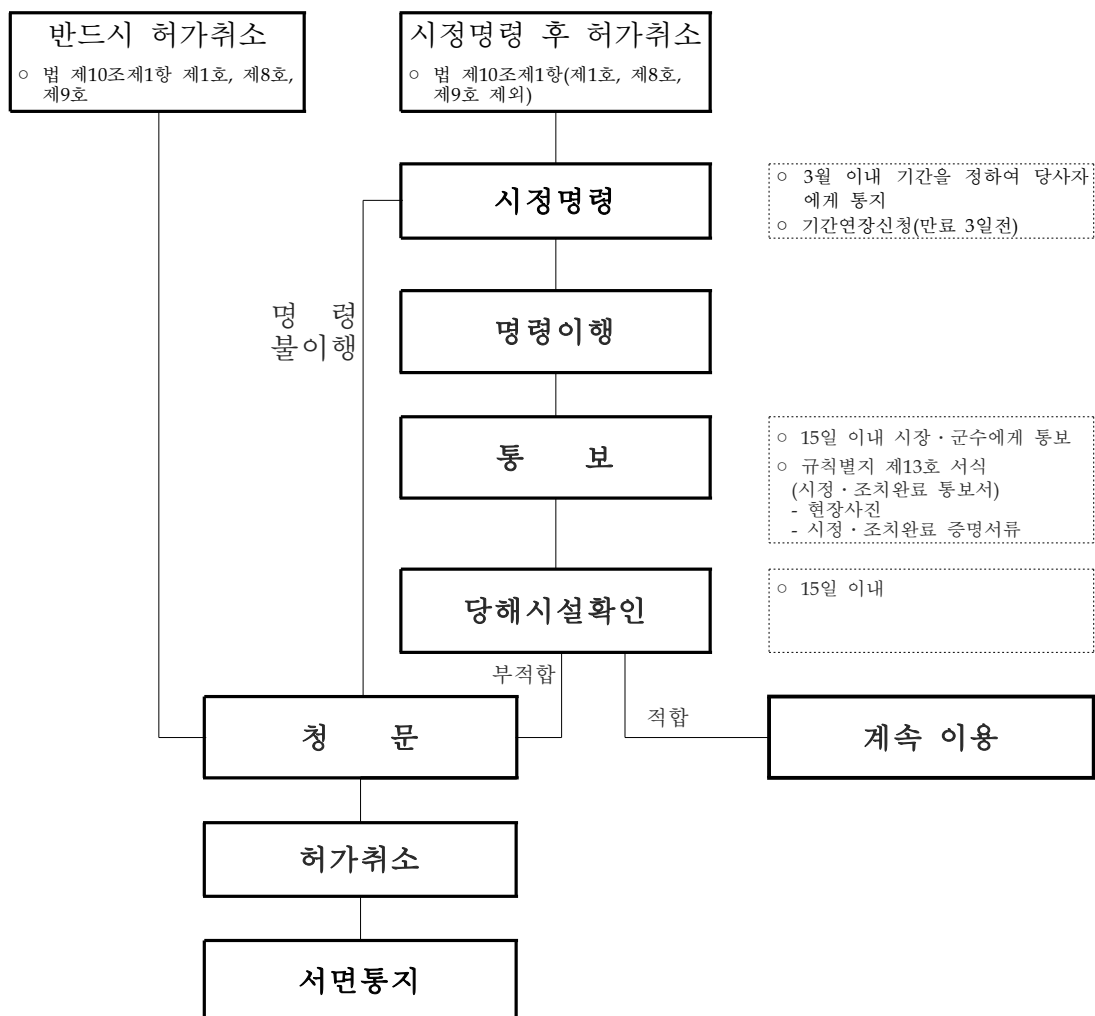 반드시 허가취소
○ 법 제10조제1항 제1호, 제8호,
제9호
시정명령 후 허가취소
○ 법 제10조제1항(제1호, 제8호,
제9호 제외)
시정명령
○ 3월 이내 기간을 정하여 당사자
에게 통지
○ 기간연장신청(만료 3일전)
명 령
불이행
명령이행
통 보
○ 15일 이내 시장·군수에게 통보
○ 규칙별지 제13호 서식
(시정·조치완료 통보서)
- 현장사진
- 시정·조치완료 증명서류
당해시설확인
○ 15일 이내
부적합
적합
청 문
계속 이용
허가취소
서면통지